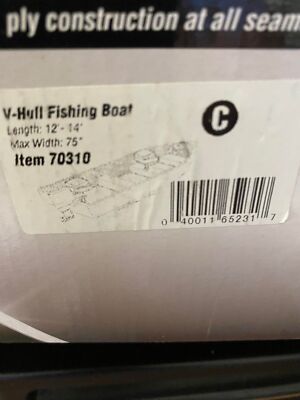 ply construction at all seam
V-Hull Fishing Boat
Length: 12'- 14'
Max Width: 75"
Item 70310
C
0 40011 65231 7